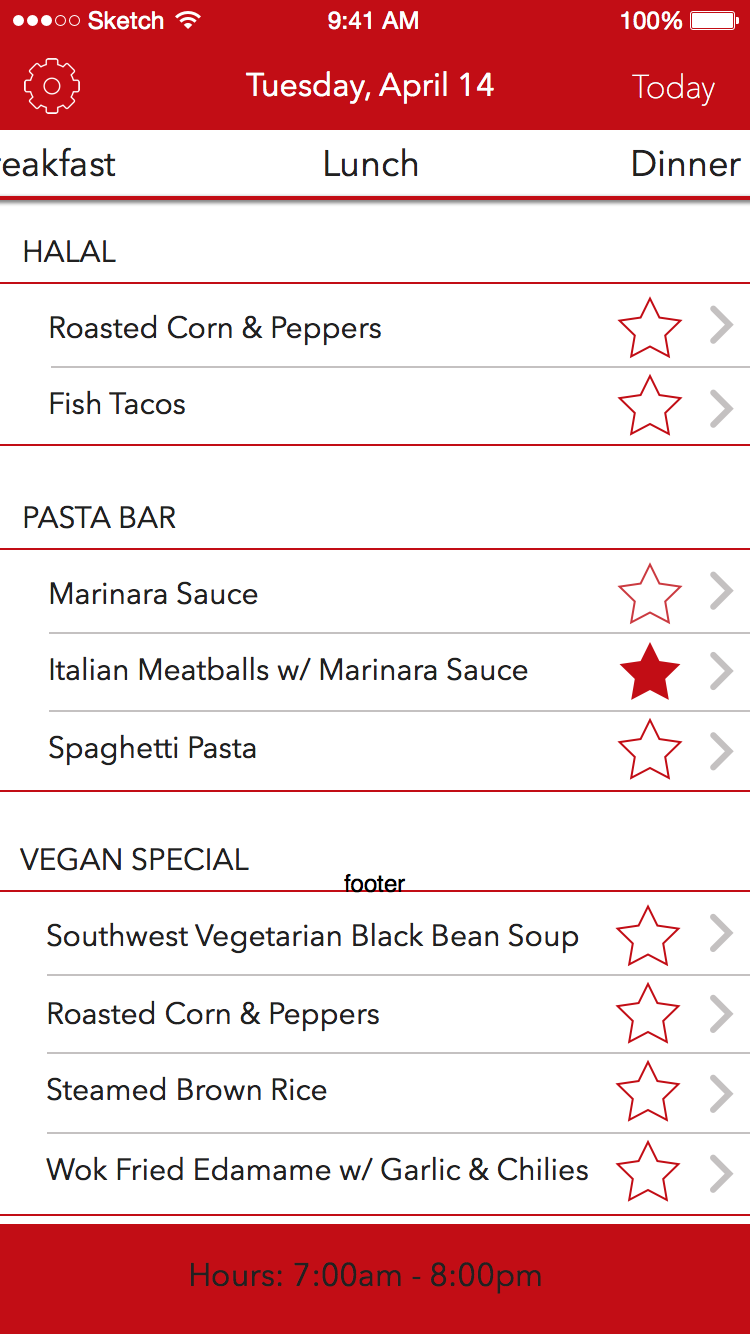 Sketch 9:41 AM 100%
Tuesday, April 14 Today
eakfast Lunch Dinner
HALAL
Roasted Corn & Peppers
Fish Tacos
PASTA BAR
Marinara Sauce
Italian Meatballs w/ Marinara Sauce
Spaghetti Pasta
VEGAN SPECIAL
footer
Southwest Vegetarian Black Bean Soup
Roasted Corn & Peppers
Steamed Brown Rice
Wok Fried Edamame w/ Garlic & Chilies
Hours: 7:00am - 8:00pm